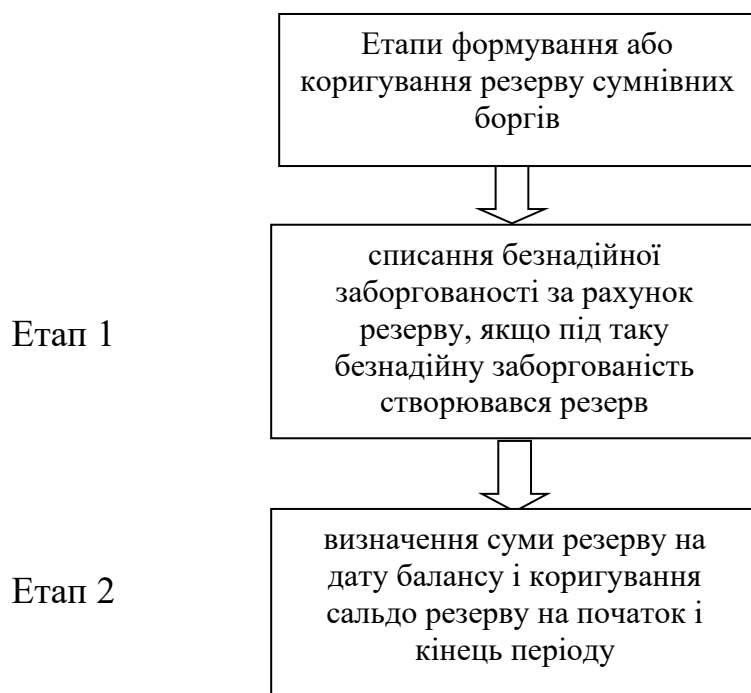 Етапи формування або
коригування резерву сумнівних
боргів
Етап 1
списання безнадійної
заборгованості за рахунок
резерву, якщо під таку
безнадійну заборгованість
створювався резерв
Етап 2
визначення суми резерву на
дату балансу і коригування
сальдо резерву на початок і
кінець періоду